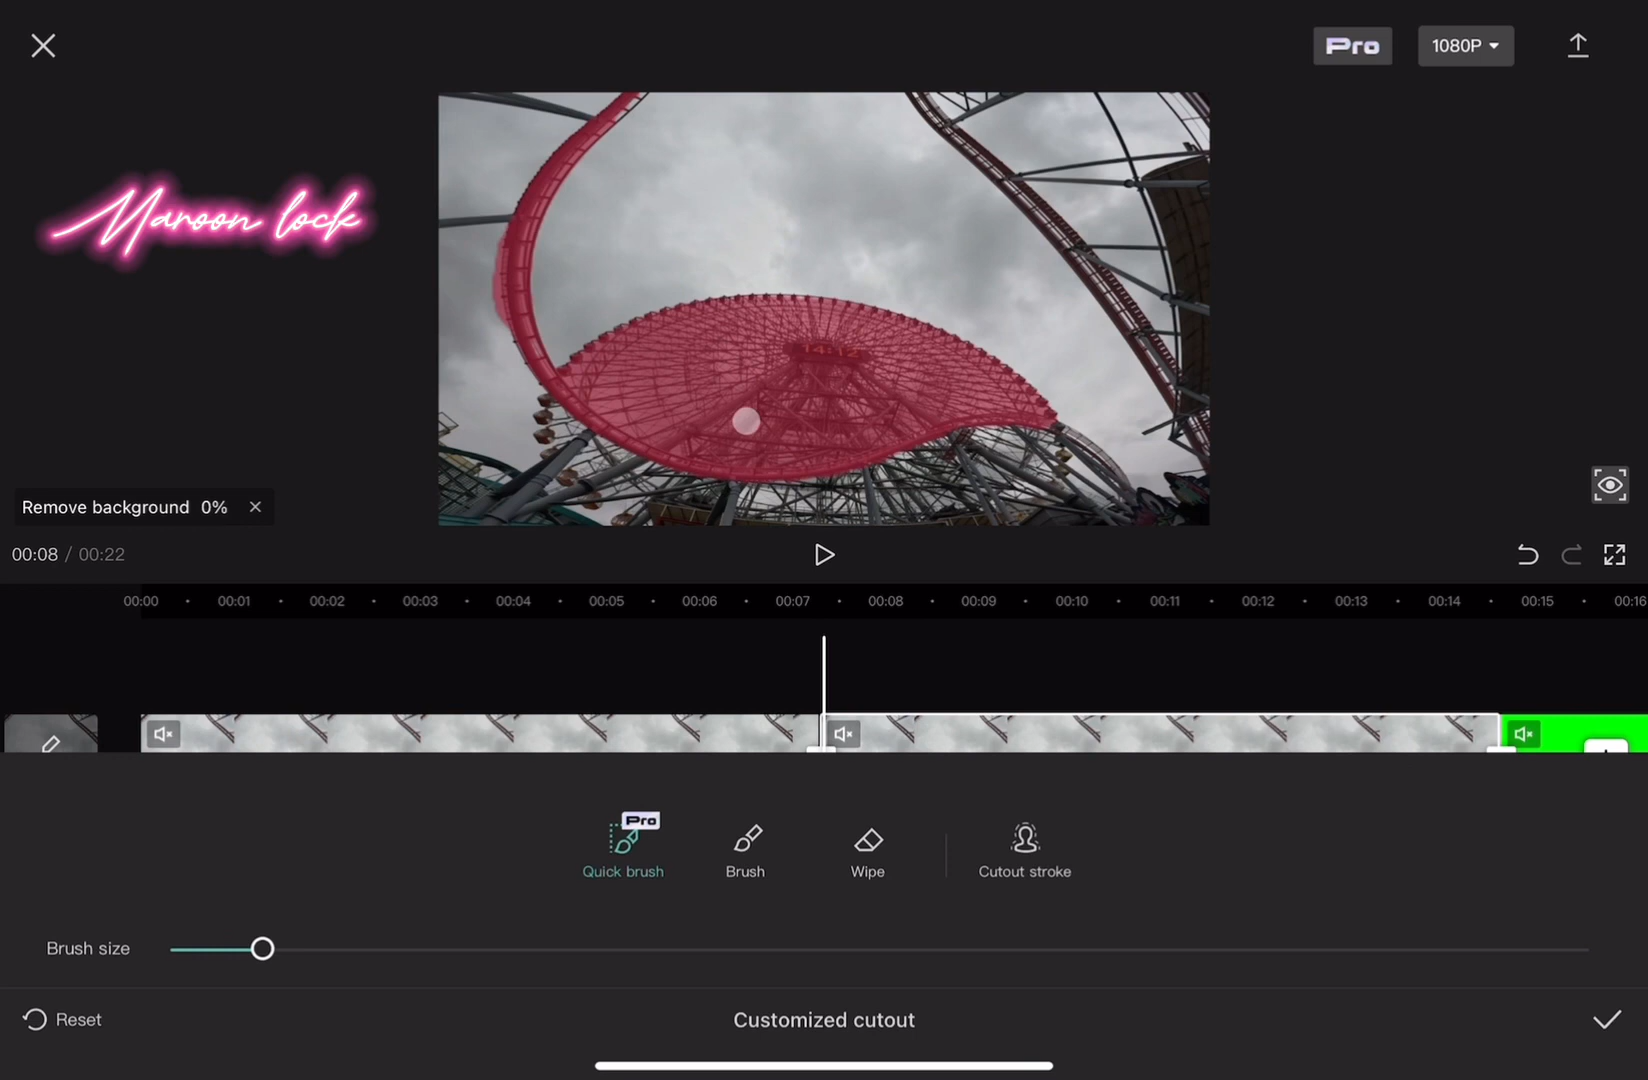 Pro
1080P
Maroon lock
14:12
Remove background 0%
00:08 / 00:22
00:00 00:01 00:02 00:03 00:04 00:05 00:06 00:07 00:08 00:09 00:10 00:11 00:12 00:13 00:14 00:15 00:16
Pro
Quick brush
Brush
Wipe
Cutout stroke
Brush size
Reset
Customized cutout